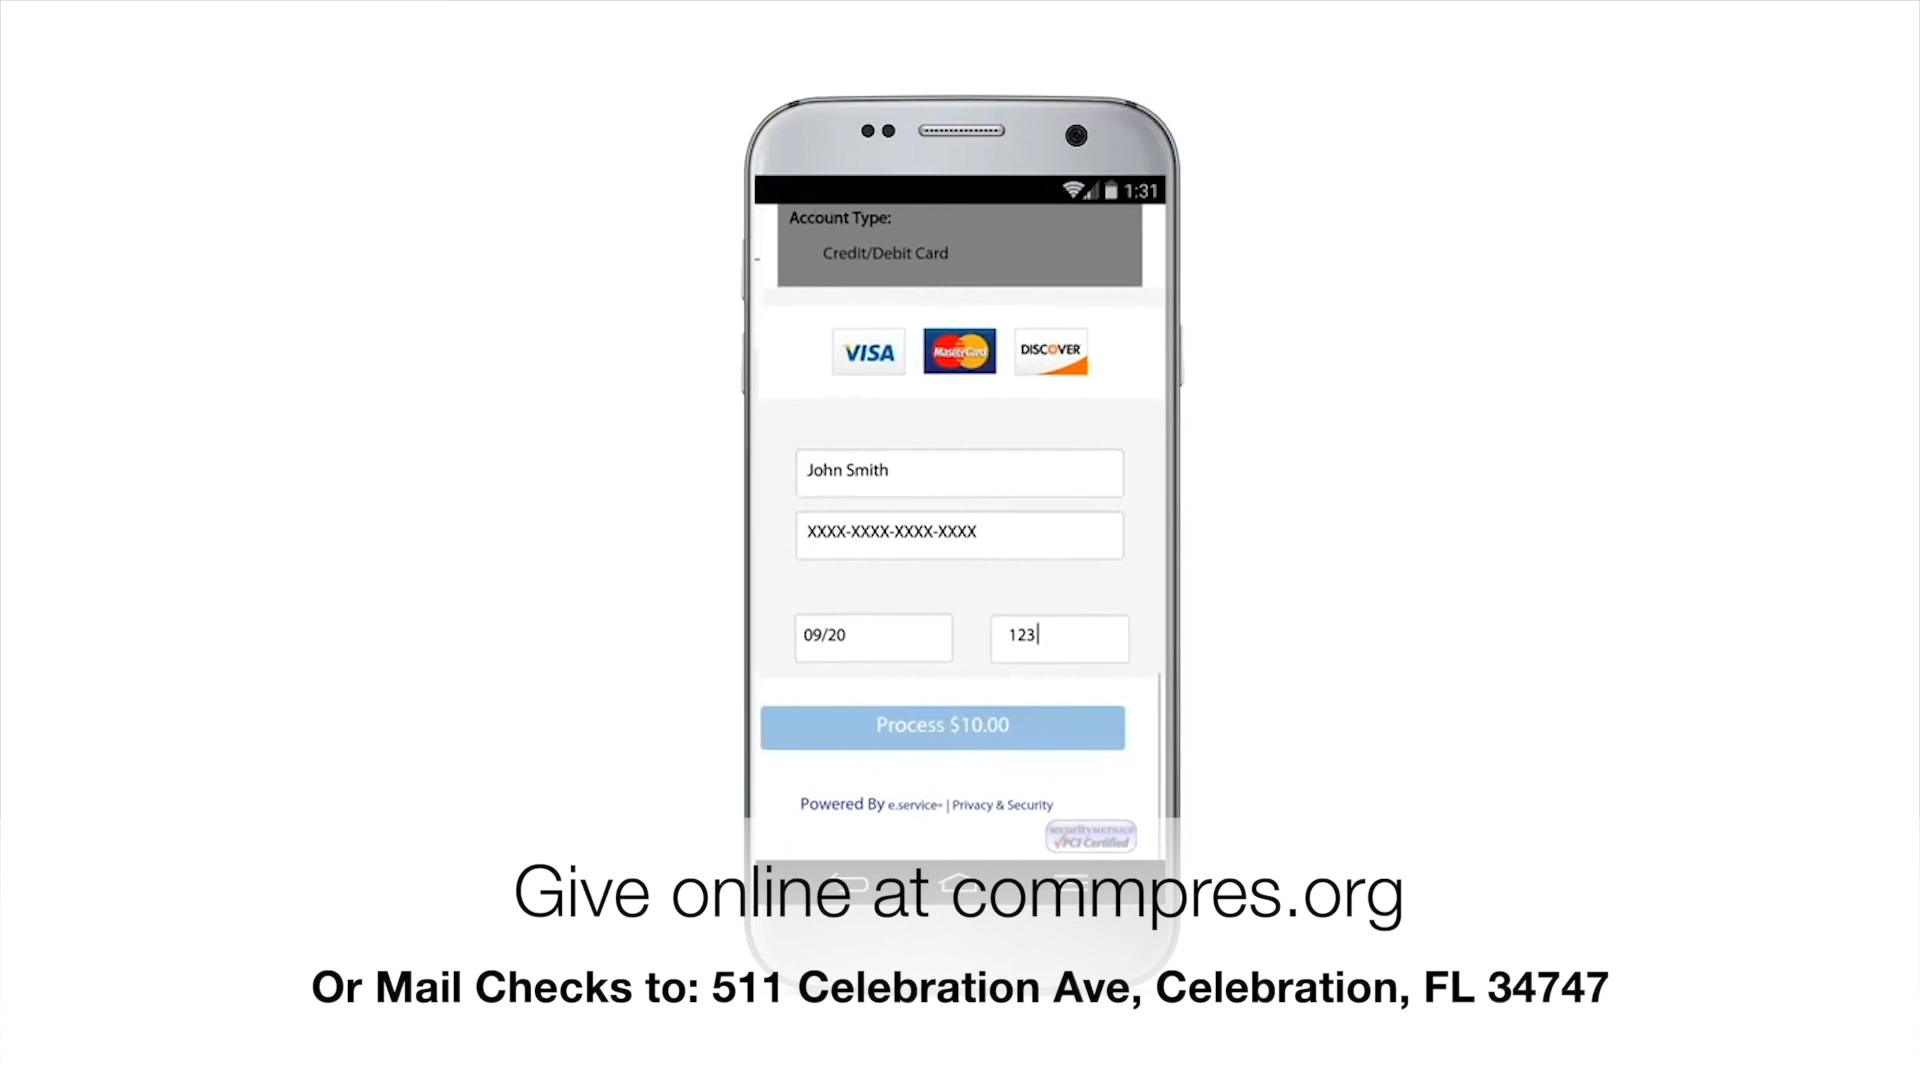 1:31
Account Type:
Credit/Debit Card
VISA MasterCard DISCOVER
John Smith
XXXX-XXXX-XXXX-XXXX
09/20 123
Process $10.00
Powered By e.service | Privacy & Security
securityMETRICS
PCI Certified
Give online at commpres.org
Or Mail Checks to: 511 Celebration Ave, Celebration, FL 34747